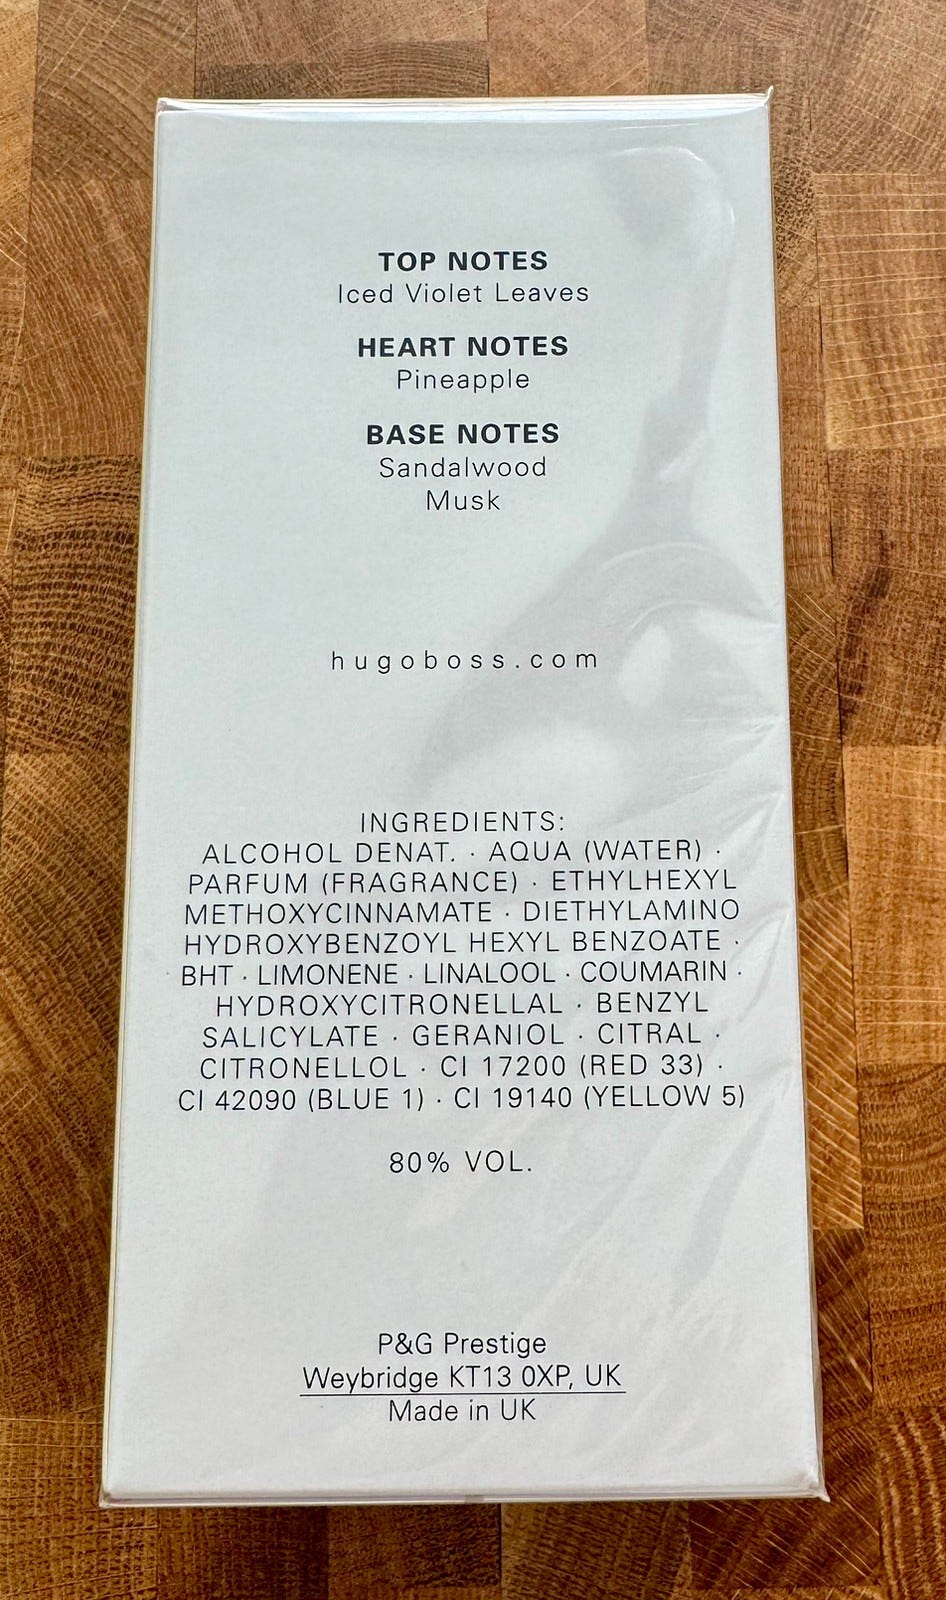 TOP NOTES
Iced Violet Leaves
HEART NOTES
Pineapple
BASE NOTES
Sandalwood
Musk
hugoboss.com
INGREDIENTS:
ALCOHOL DENAT. · AQUA (WATER) ·
PARFUM (FRAGRANCE) · ETHYLHEXYL
METHOXYCINNAMATE · DIETHYLAMINO
HYDROXYBENZOYL HEXYL BENZOATE ·
BHT · LIMONENE · LINALOOL · COUMARIN ·
HYDROXYCITRONELLAL · BENZYL
SALICYLATE · GERANIOL · CITRAL ·
CITRONELLOL · CI 17200 (RED 33) ·
CI 42090 (BLUE 1) · CI 19140 (YELLOW 5)
80% VOL.
P&G Prestige
Weybridge KT13 0XP, UK
Made in UK